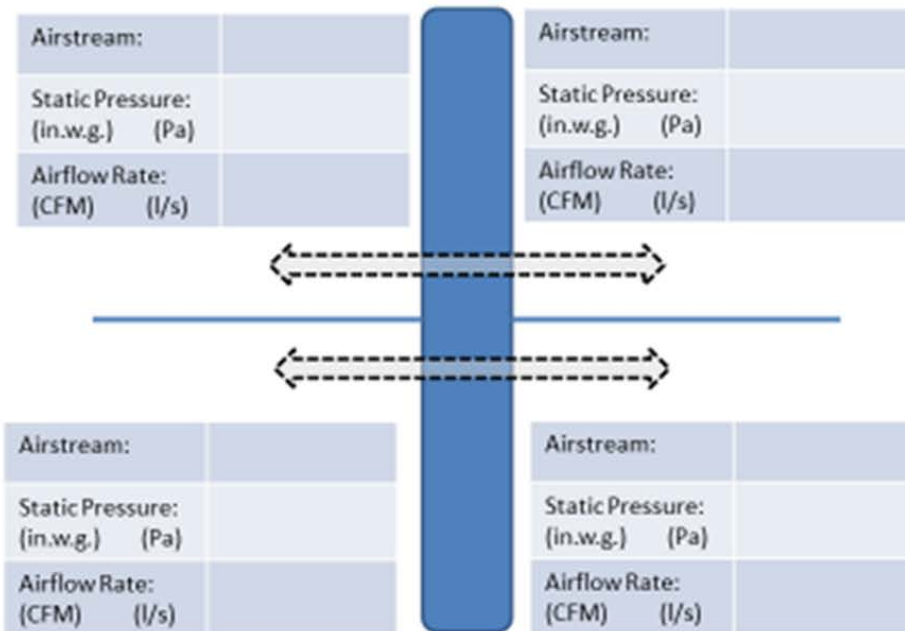 Airstream:
Static Pressure:
(in.w.g.) (Pa)
Airflow Rate:
(CFM) (l/s)
Airstream:
Static Pressure:
(in.w.g.) (Pa)
Airflow Rate:
(CFM) (l/s)
Airstream:
Static Pressure:
(in.w.g.) (Pa)
Airflow Rate:
(CFM) (l/s)
Airstream:
Static Pressure:
(in.w.g.) (Pa)
Airflow Rate:
(CFM) (l/s)